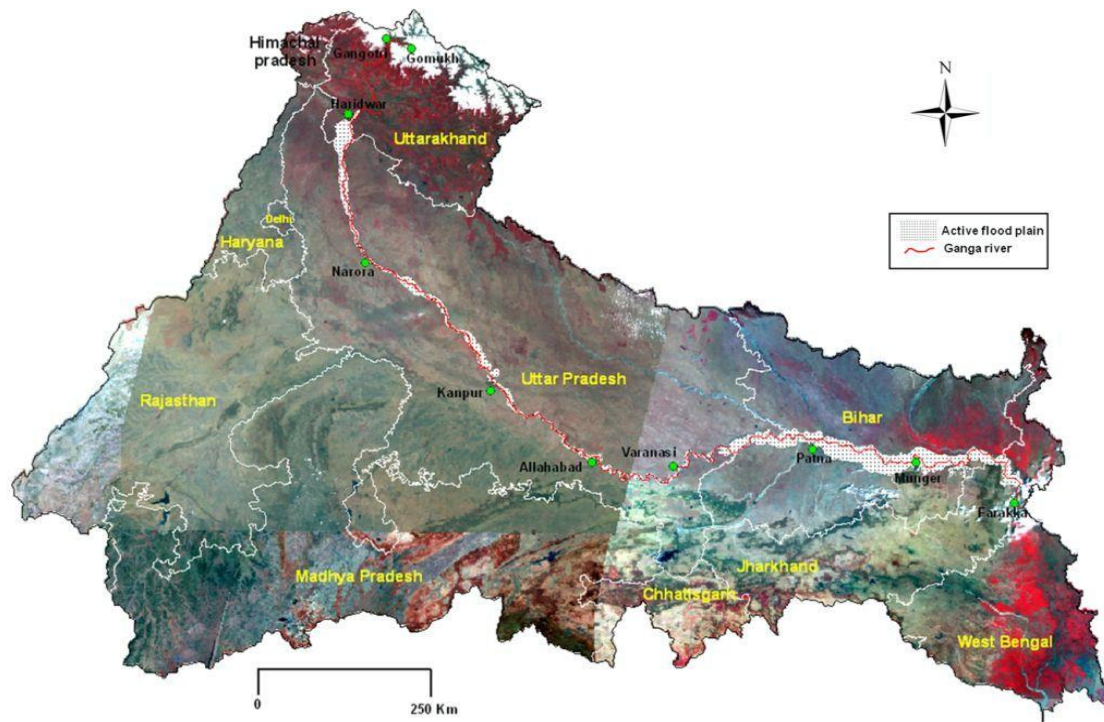 Himachal
pradesh
Gangotri
Gomukh
N
Haridwar
Uttarakhand
Delhi
Haryana
Active flood plain
Ganga river
Narora
Uttar Pradesh
Kanpur
Rajasthan
Bihar
Varanasi
Patna
Allahabad
Munger
Farakka
Jharkhand
Madhya Pradesh
Chhatisgarh
West Bengal
0
250 Km